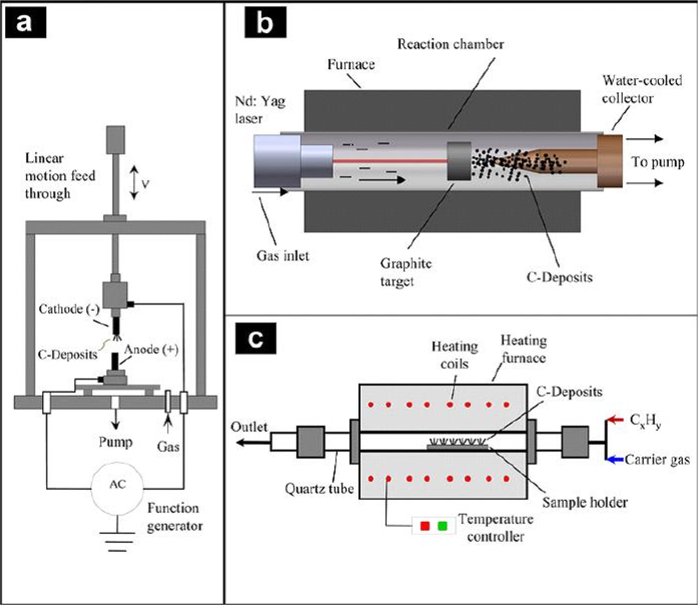 a
Linear
motion feed
through
V
Cathode (-)
C-Deposits
Anode (+)
Pump
Gas
AC
Function
generator
b
Reaction chamber
Furnace
Nd: Yag
laser
Water-cooled
collector
To pump
Gas inlet
Graphite
target
C-Deposits
c
Heating
coils
Heating
furnace
C-Deposits
Outlet
CxHy
Carrier gas
Quartz tube
Sample holder
Temperature
controller